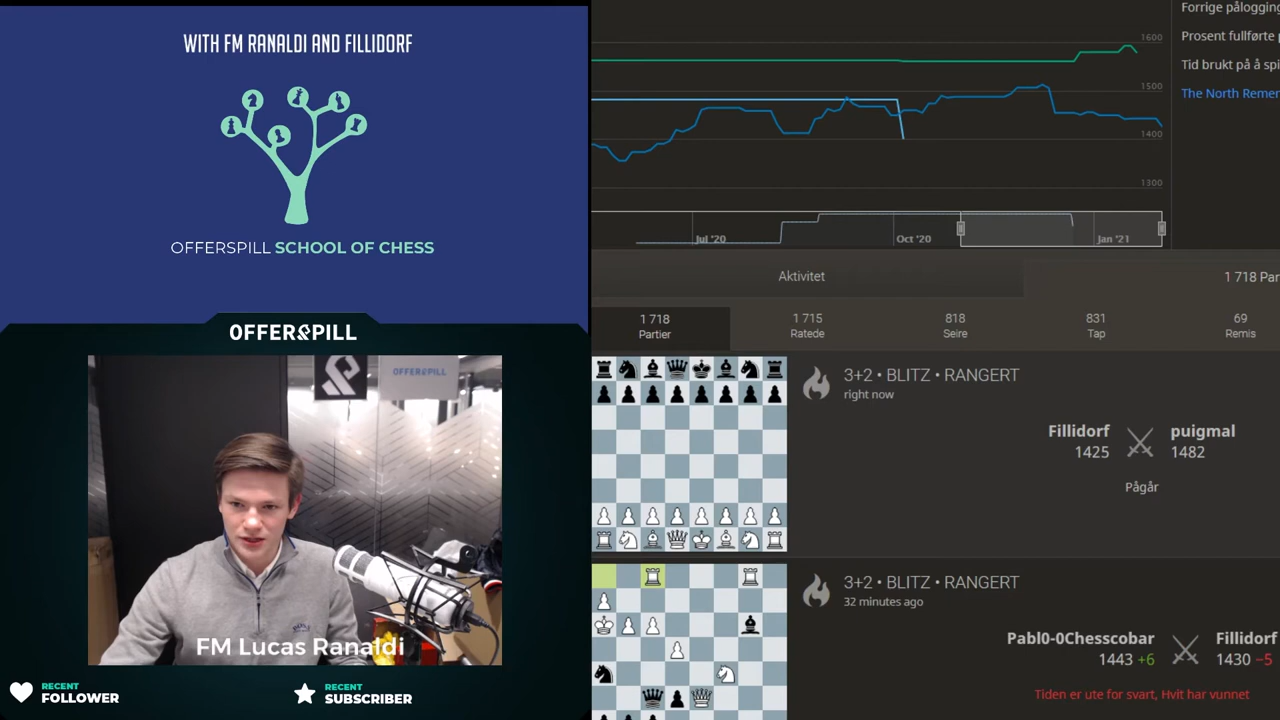 WITH FM RANALDI AND FILLIDORF
OFFERSPILL SCHOOL OF CHESS
OFFERSPILL
OFFERSPILL
FM Lucas Ranaldi
RECENT
FOLLOWER
RECENT
SUBSCRIBER
Forrige pålogging
Prosent fullførte
Tid brukt på å spi
The North Remer
1600
1500
1400
1300
Jul '20
Oct '20
Jan '21
Aktivitet
1 718 Par
1 718
Partier
1 715
Ratede
818
Seire
831
Tap
69
Remis
3+2 • BLITZ • RANGERT
right now
Fillidorf
1425
puigmal
1482
Pågår
3+2 • BLITZ • RANGERT
32 minutes ago
Pabl0-0Chesscobar
1443 +6
Fillidorf
1430 −5
Tiden er ute for svart, Hvit har vunnet